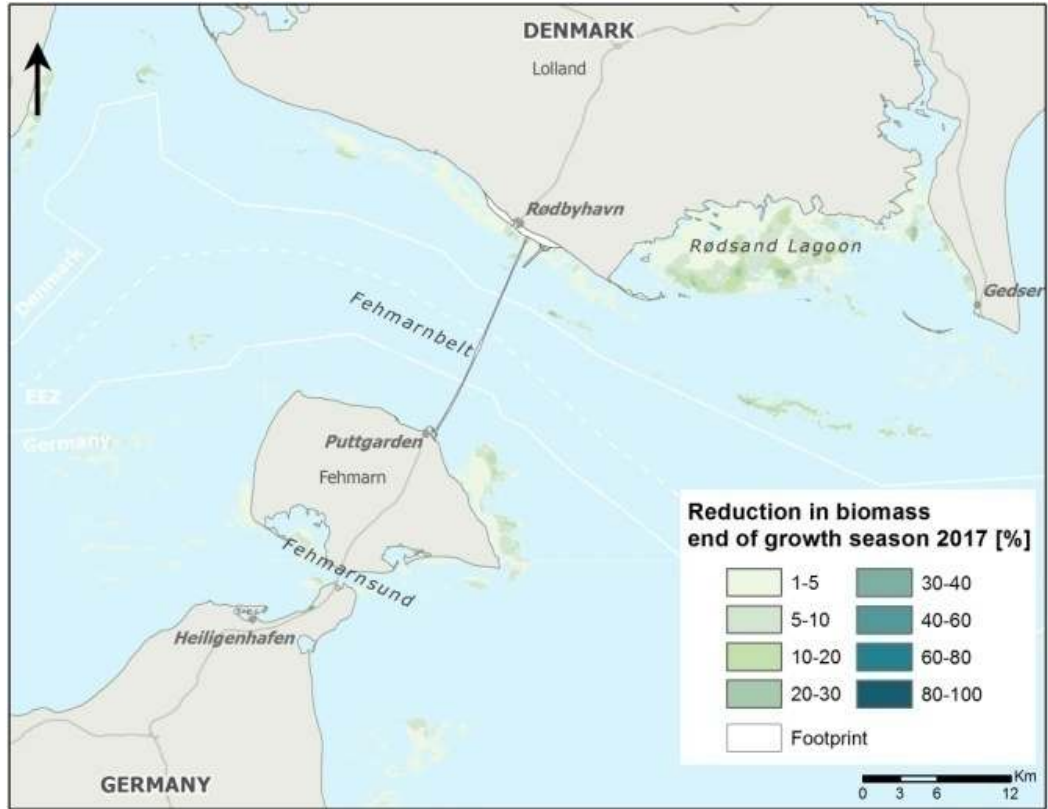 DENMARK
Lolland
Rødbyhavn
Rødsand Lagoon
Gedser
Denmark
Fehmarnbelt
EEZ
Germany
Puttgarden
Fehmarn
Fehmarnsund
Heiligenhafen
GERMANY
Reduction in biomass
end of growth season 2017 [%]
1-5
30-40
5-10
40-60
10-20
60-80
20-30
80-100
Footprint
Km
0 3 6 12